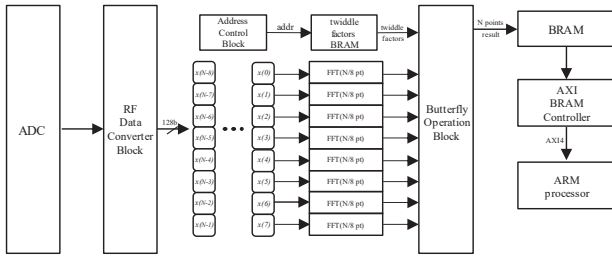 ADC
RF
Data
Converter
Block
128b
Address
Control
Block
addr
twiddle
factors
BRAM
twiddle
factors
x(N-8)
x(0)
FFT(N/8 pt)
x(N-7)
x(1)
FFT(N/8 pt)
x(N-6)
x(2)
FFT(N/8 pt)
x(N-5)
x(3)
FFT(N/8 pt)
x(N-4)
x(4)
FFT(N/8 pt)
x(N-3)
x(5)
FFT(N/8 pt)
x(N-2)
x(6)
FFT(N/8 pt)
x(N-1)
x(7)
FFT(N/8 pt)
Butterfly
Operation
Block
N points
result
BRAM
AXI
BRAM
Controller
AXI4
ARM
processor